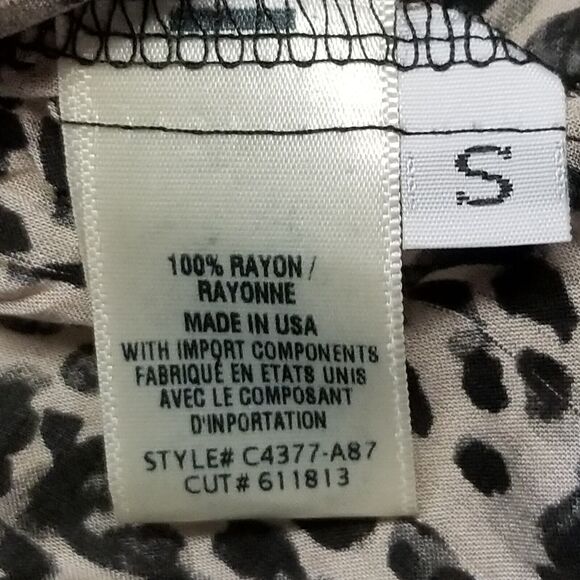 S
100% RAYON /
RAYONNE
MADE IN USA
WITH IMPORT COMPONENTS
FABRIQUÉ EN ETATS UNIS
AVEC LE COMPOSANT
D'INPORTATION
STYLE# C4377-A87
CUT# 611813